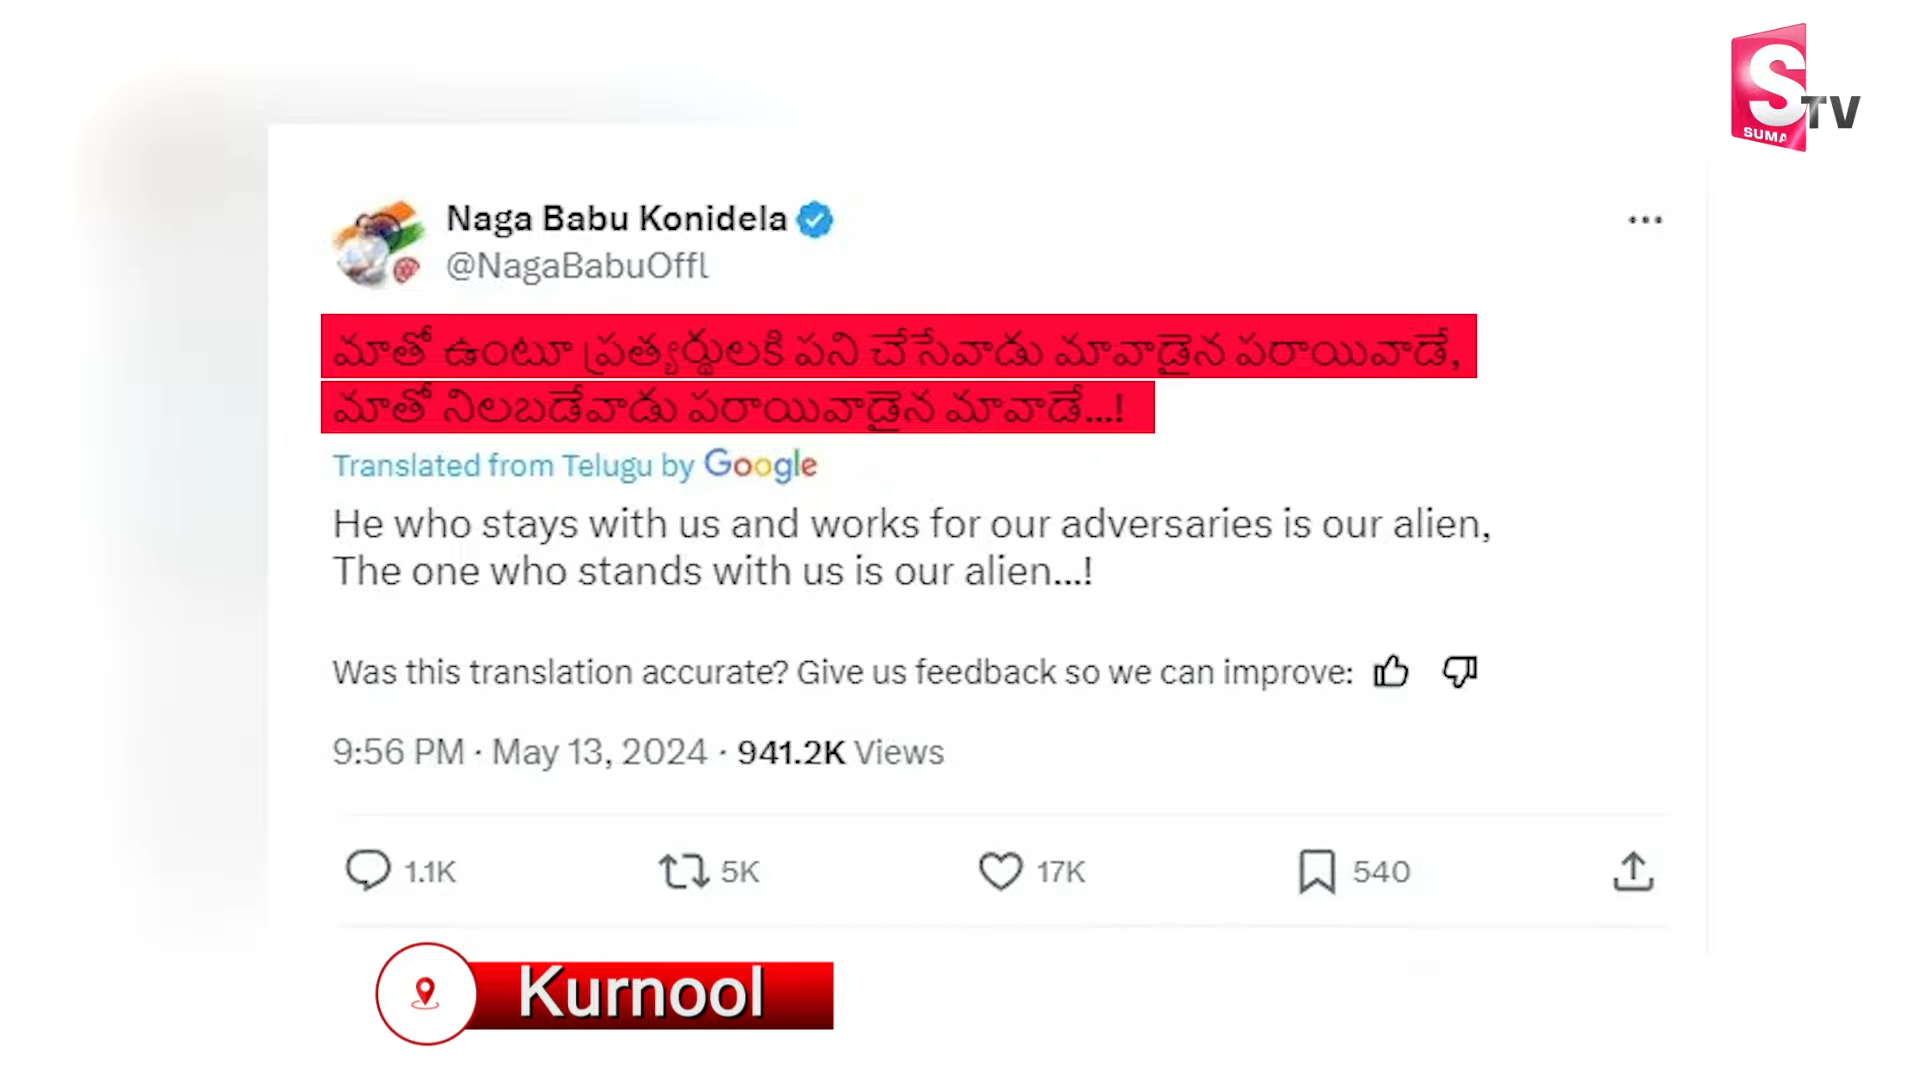 S TV
SUMA
Naga Babu Konidela
@NagaBabuOffl
మాతో ఉంటూ ప్రత్యర్థులకి పని చేసేవాడు మావాడైన పరాయివాడే,
మాతో నిలబడేవాడు పరాయివాడైన మావాడే...!
Translated from Telugu by Google
He who stays with us and works for our adversaries is our alien,
The one who stands with us is our alien...!
Was this translation accurate? Give us feedback so we can improve:
9:56 PM · May 13, 2024 · 941.2K Views
1.1K 5K 17K 540
Kurnool